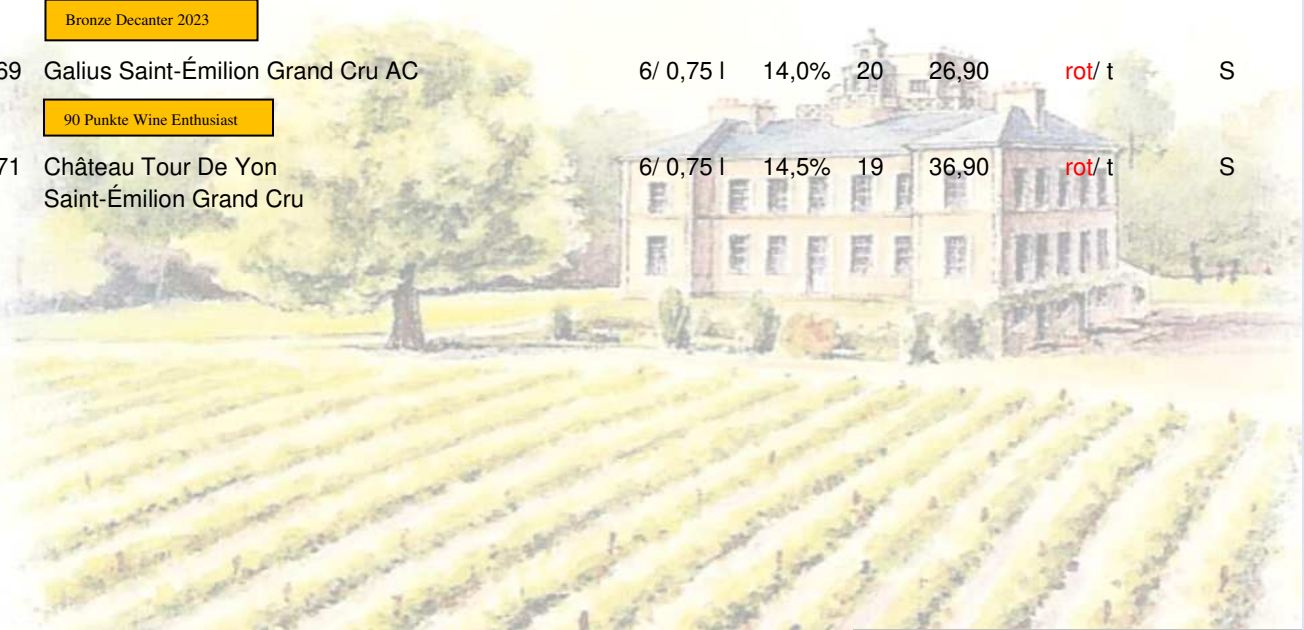 Bronze Decanter 2023
69 Galius Saint-Émilion Grand Cru AC 6/ 0,75 l 14,0% 20 26,90 rot/ t S
90 Punkte Wine Enthusiast
71 Château Tour De Yon 6/ 0,75 l 14,5% 19 36,90 rot/ t S
Saint-Émilion Grand Cru